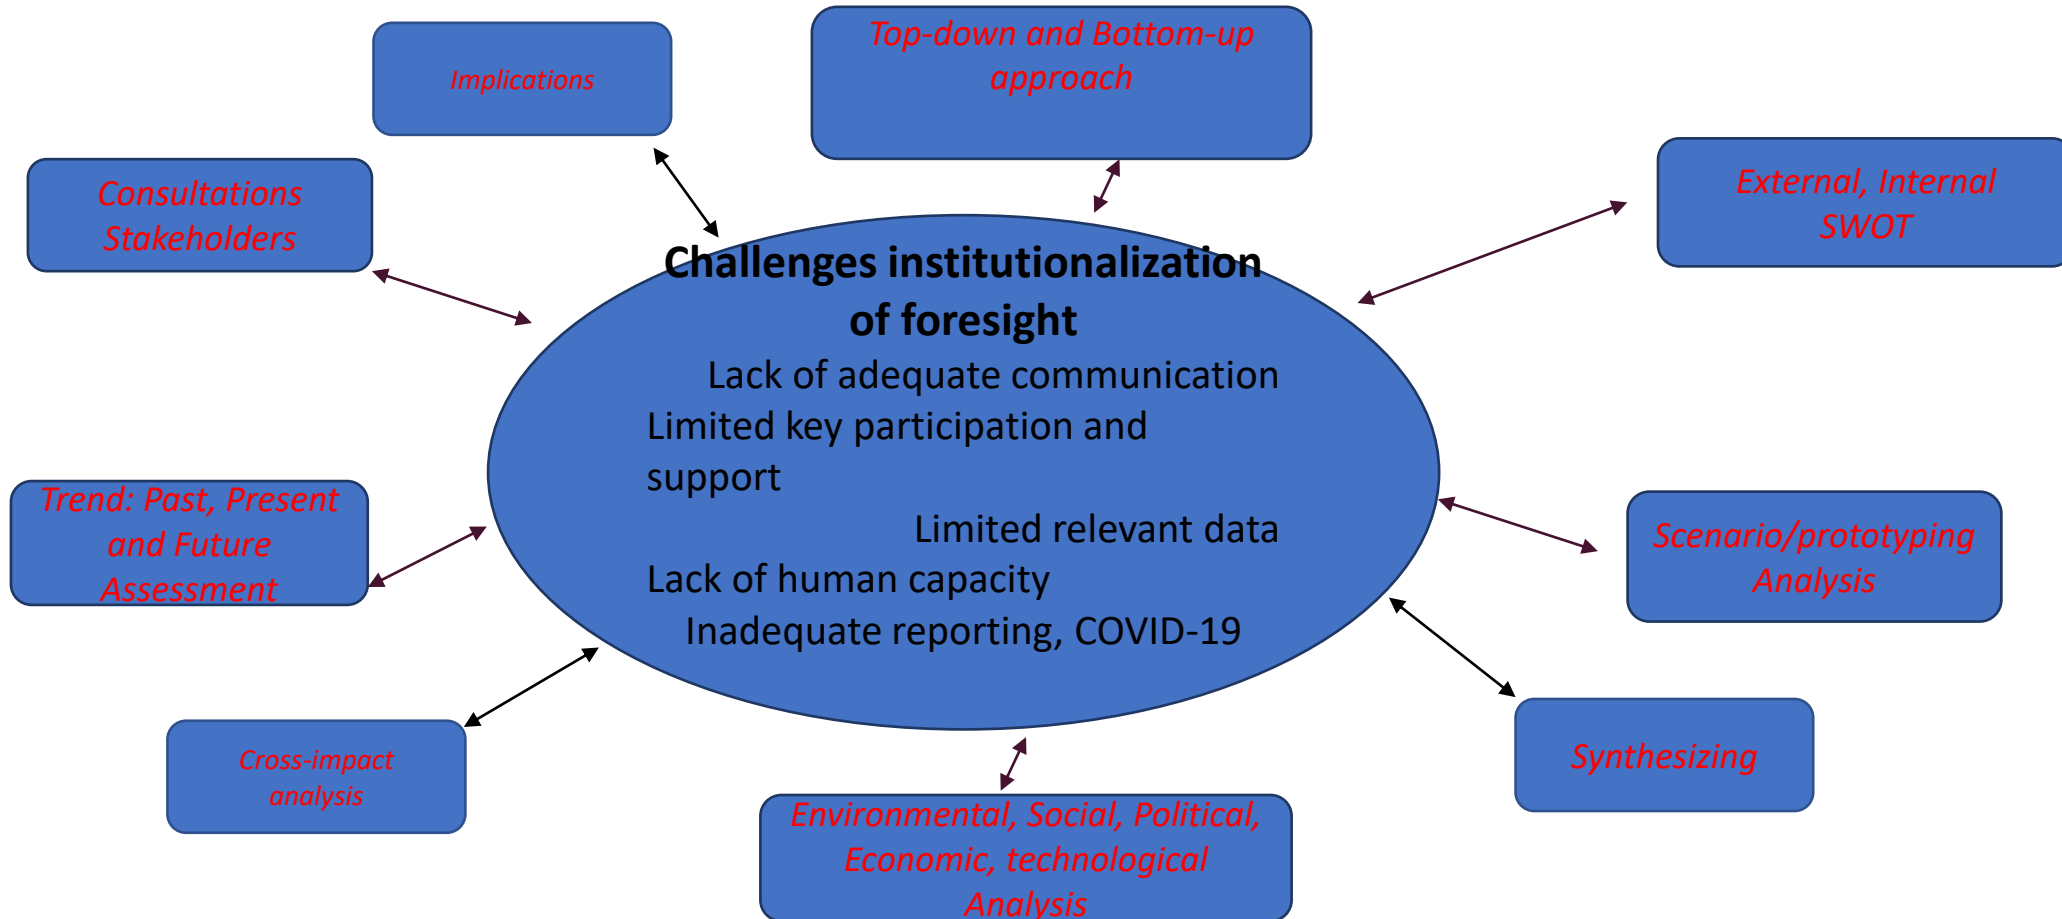 Top-down and Bottom-up
approach
Implications
External, Internal
SWOT
Consultations
Stakeholders
Challenges institutionalization
of foresight
Lack of adequate communication
Limited key participation and
support
Limited relevant data
Lack of human capacity
Inadequate reporting, COVID-19
Trend: Past, Present
and Future
Assessment
Scenario/prototyping
Analysis
Cross-impact
analysis
Synthesizing
Environmental, Social, Political,
Economic, technological
Analysis